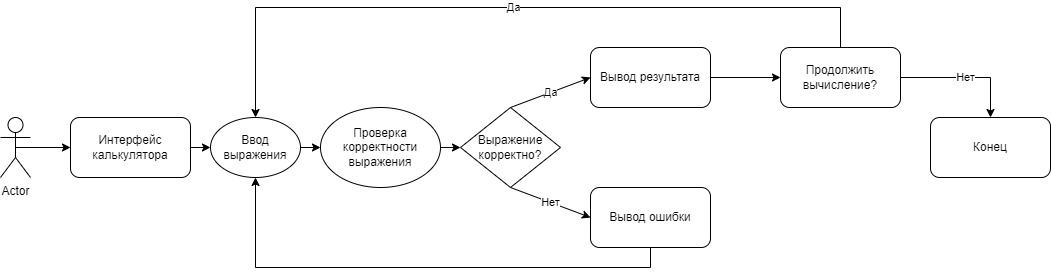 Да
Actor
Интерфейс
калькулятора
Ввод
выражения
Проверка
корректности
выражения
Выражение
корректно?
Да
Вывод результата
Продолжить
вычисление?
Нет
Конец
Нет
Вывод ошибки